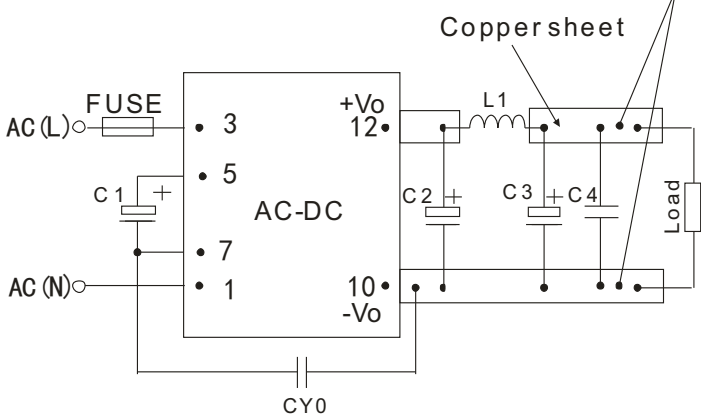 Copper sheet
FUSE
L1
AC(L)
3
+Vo
12
5
C1
+
C2
+
C3
+
C4
Load
AC-DC
7
AC(N)
1
10
-Vo
CY0